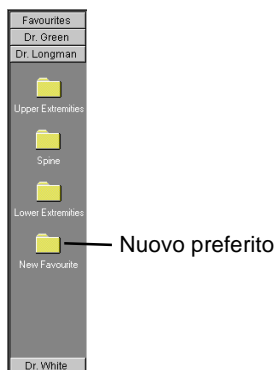 Favourites
Dr. Green
Dr. Longman
Upper Extremities
Spine
Lower Extremities
New Favourite
Nuovo preferito
Dr. White